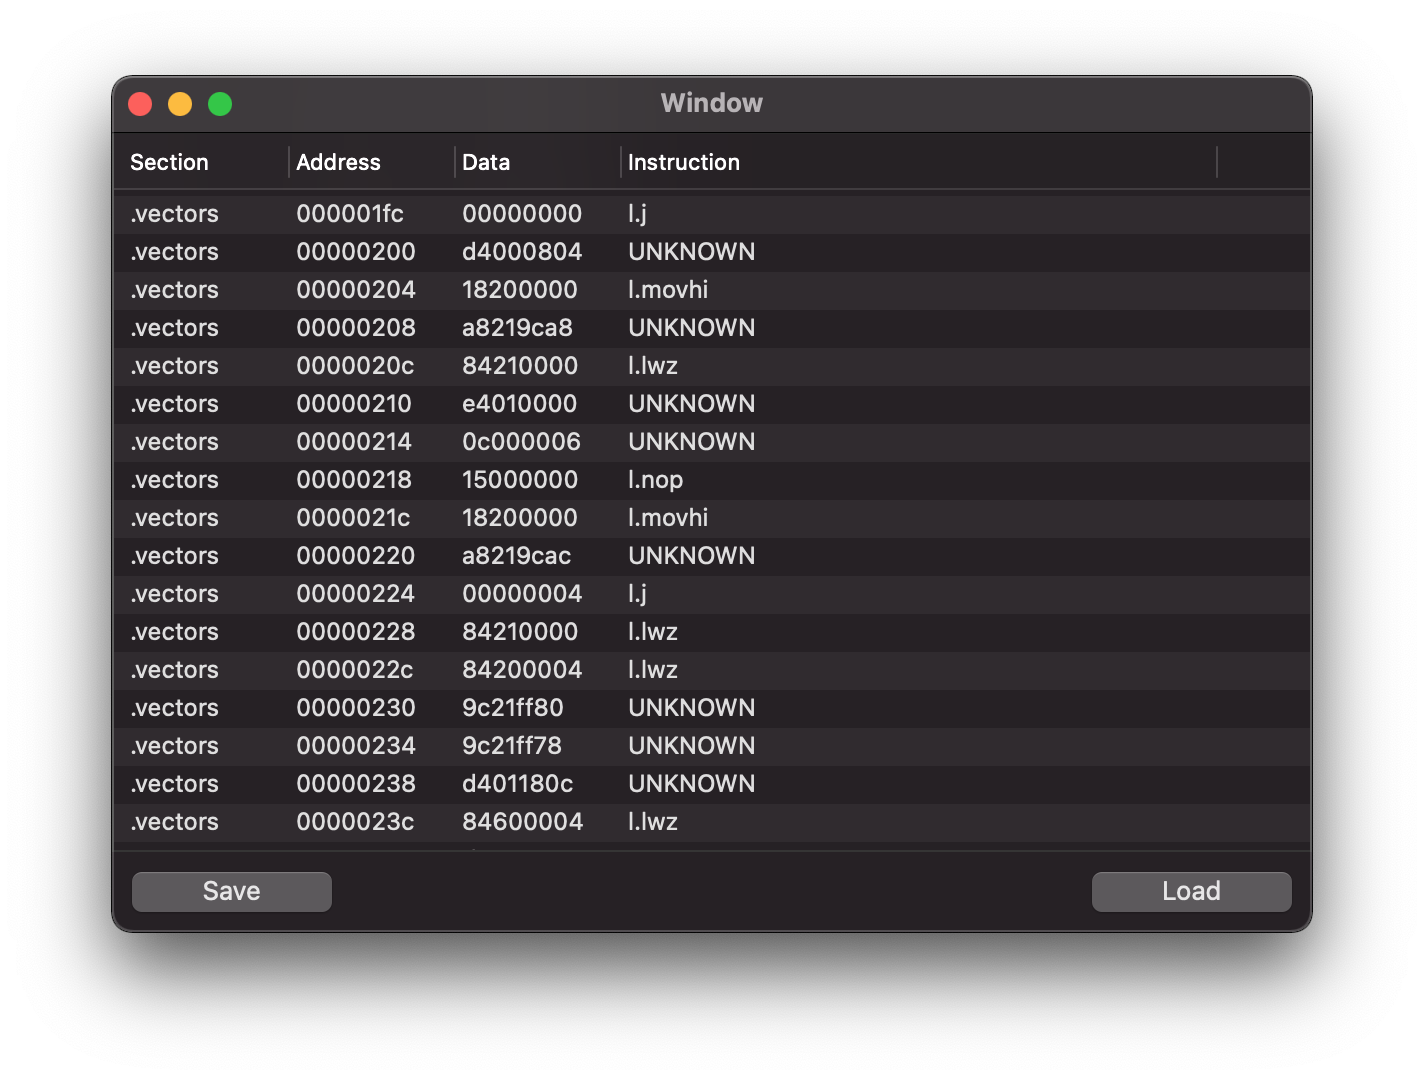 Window
Section Address Data Instruction
.vectors 000001fc 00000000 l.j
.vectors 00000200 d4000804 UNKNOWN
.vectors 00000204 18200000 l.movhi
.vectors 00000208 a8219ca8 UNKNOWN
.vectors 0000020c 84210000 l.lwz
.vectors 00000210 e4010000 UNKNOWN
.vectors 00000214 0c000006 UNKNOWN
.vectors 00000218 15000000 l.nop
.vectors 0000021c 18200000 l.movhi
.vectors 00000220 a8219cac UNKNOWN
.vectors 00000224 00000004 l.j
.vectors 00000228 84210000 l.lwz
.vectors 0000022c 84200004 l.lwz
.vectors 00000230 9c21ff80 UNKNOWN
.vectors 00000234 9c21ff78 UNKNOWN
.vectors 00000238 d401180c UNKNOWN
.vectors 0000023c 84600004 l.lwz
Save Load